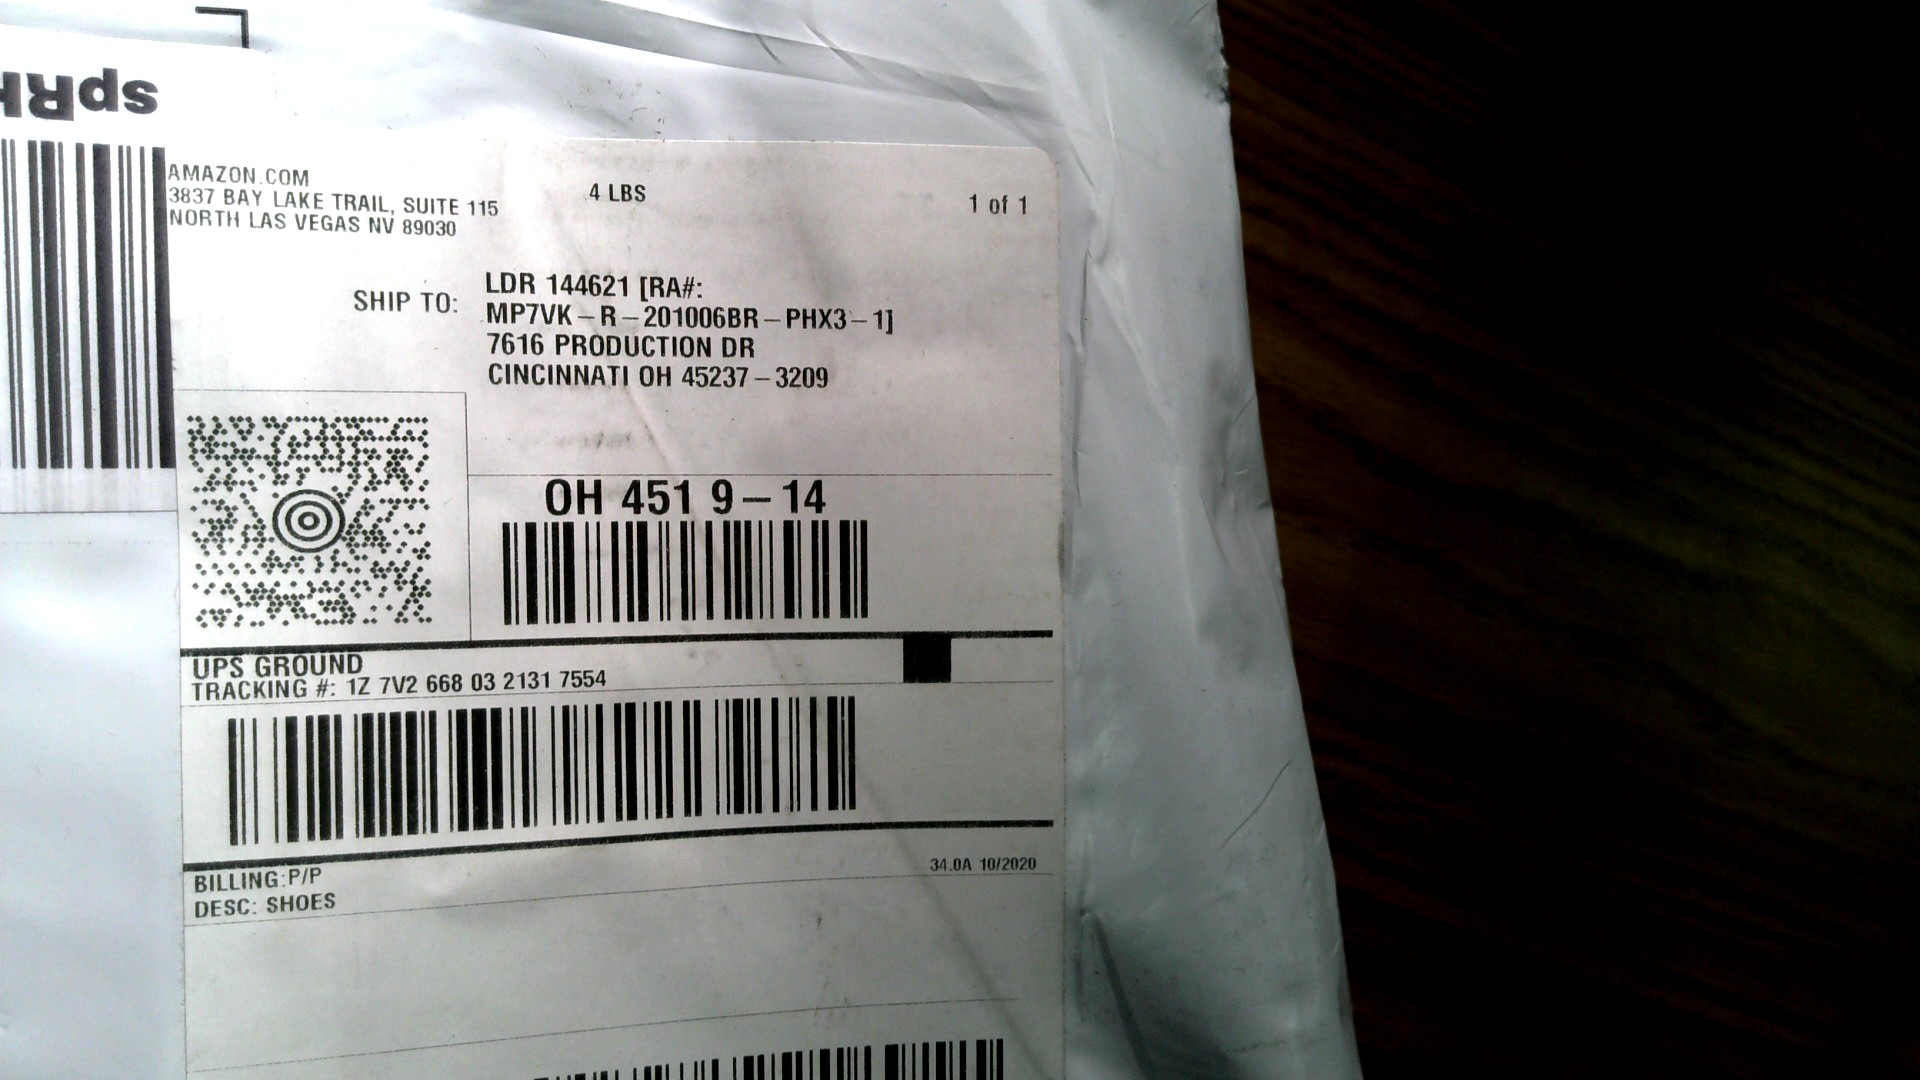 spRH
AMAZON.COM
3837 BAY LAKE TRAIL, SUITE 115
NORTH LAS VEGAS NV 89030
4 LBS
1 of 1
SHIP TO:
LDR 144621 [RA#:
MP7VK-R-201006BR-PHX3-1]
7616 PRODUCTION DR
CINCINNATI OH 45237-3209
OH 451 9-14
UPS GROUND
TRACKING #: 1Z 7V2 668 03 2131 7554
BILLING:P/P
34.0A 10/2020
DESC: SHOES